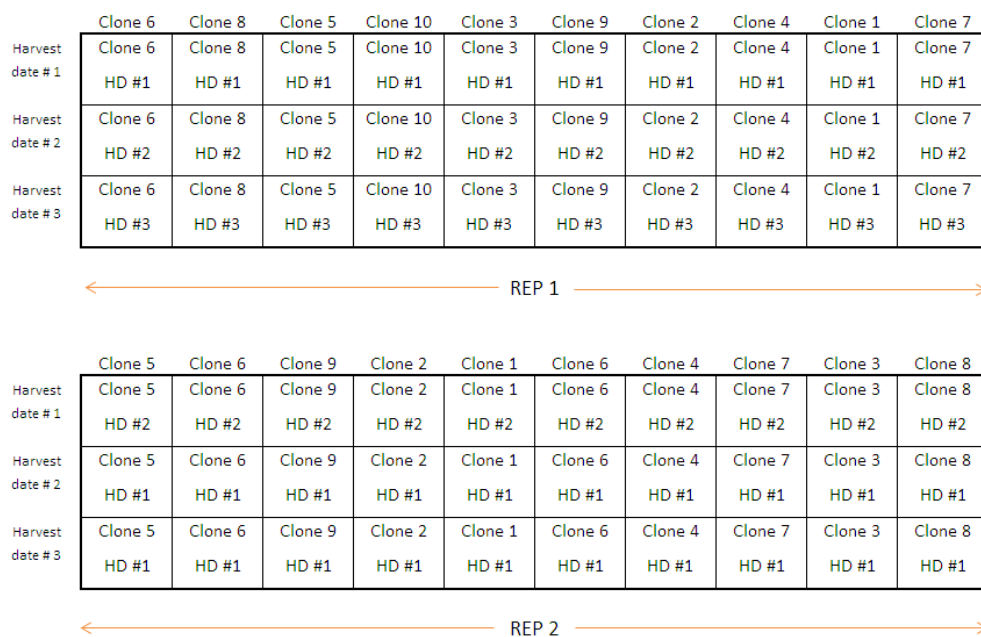 Clone 6 Clone 8 Clone 5 Clone 10 Clone 3 Clone 9 Clone 2 Clone 4 Clone 1 Clone 7
Harvest Clone 6 Clone 8 Clone 5 Clone 10 Clone 3 Clone 9 Clone 2 Clone 4 Clone 1 Clone 7
date # 1 HD #1 HD #1 HD #1 HD #1 HD #1 HD #1 HD #1 HD #1 HD #1 HD #1
Harvest Clone 6 Clone 8 Clone 5 Clone 10 Clone 3 Clone 9 Clone 2 Clone 4 Clone 1 Clone 7
date # 2 HD #2 HD #2 HD #2 HD #2 HD #2 HD #2 HD #2 HD #2 HD #2 HD #2
Harvest Clone 6 Clone 8 Clone 5 Clone 10 Clone 3 Clone 9 Clone 2 Clone 4 Clone 1 Clone 7
date # 3 HD #3 HD #3 HD #3 HD #3 HD #3 HD #3 HD #3 HD #3 HD #3 HD #3
REP 1
Clone 5 Clone 6 Clone 9 Clone 2 Clone 1 Clone 6 Clone 4 Clone 7 Clone 3 Clone 8
Harvest Clone 5 Clone 6 Clone 9 Clone 2 Clone 1 Clone 6 Clone 4 Clone 7 Clone 3 Clone 8
date # 1 HD #2 HD #2 HD #2 HD #2 HD #2 HD #2 HD #2 HD #2 HD #2 HD #2
Harvest Clone 5 Clone 6 Clone 9 Clone 2 Clone 1 Clone 6 Clone 4 Clone 7 Clone 3 Clone 8
date # 2 HD #1 HD #1 HD #1 HD #1 HD #1 HD #1 HD #1 HD #1 HD #1 HD #1
Harvest Clone 5 Clone 6 Clone 9 Clone 2 Clone 1 Clone 6 Clone 4 Clone 7 Clone 3 Clone 8
date # 3 HD #1 HD #1 HD #1 HD #1 HD #1 HD #1 HD #1 HD #1 HD #1 HD #1
REP 2